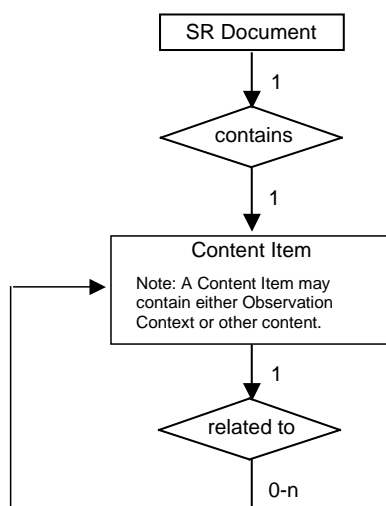 SR Document
1
contains
1
Content Item
Note: A Content Item may
contain either Observation
Context or other content.
1
related to
0-n